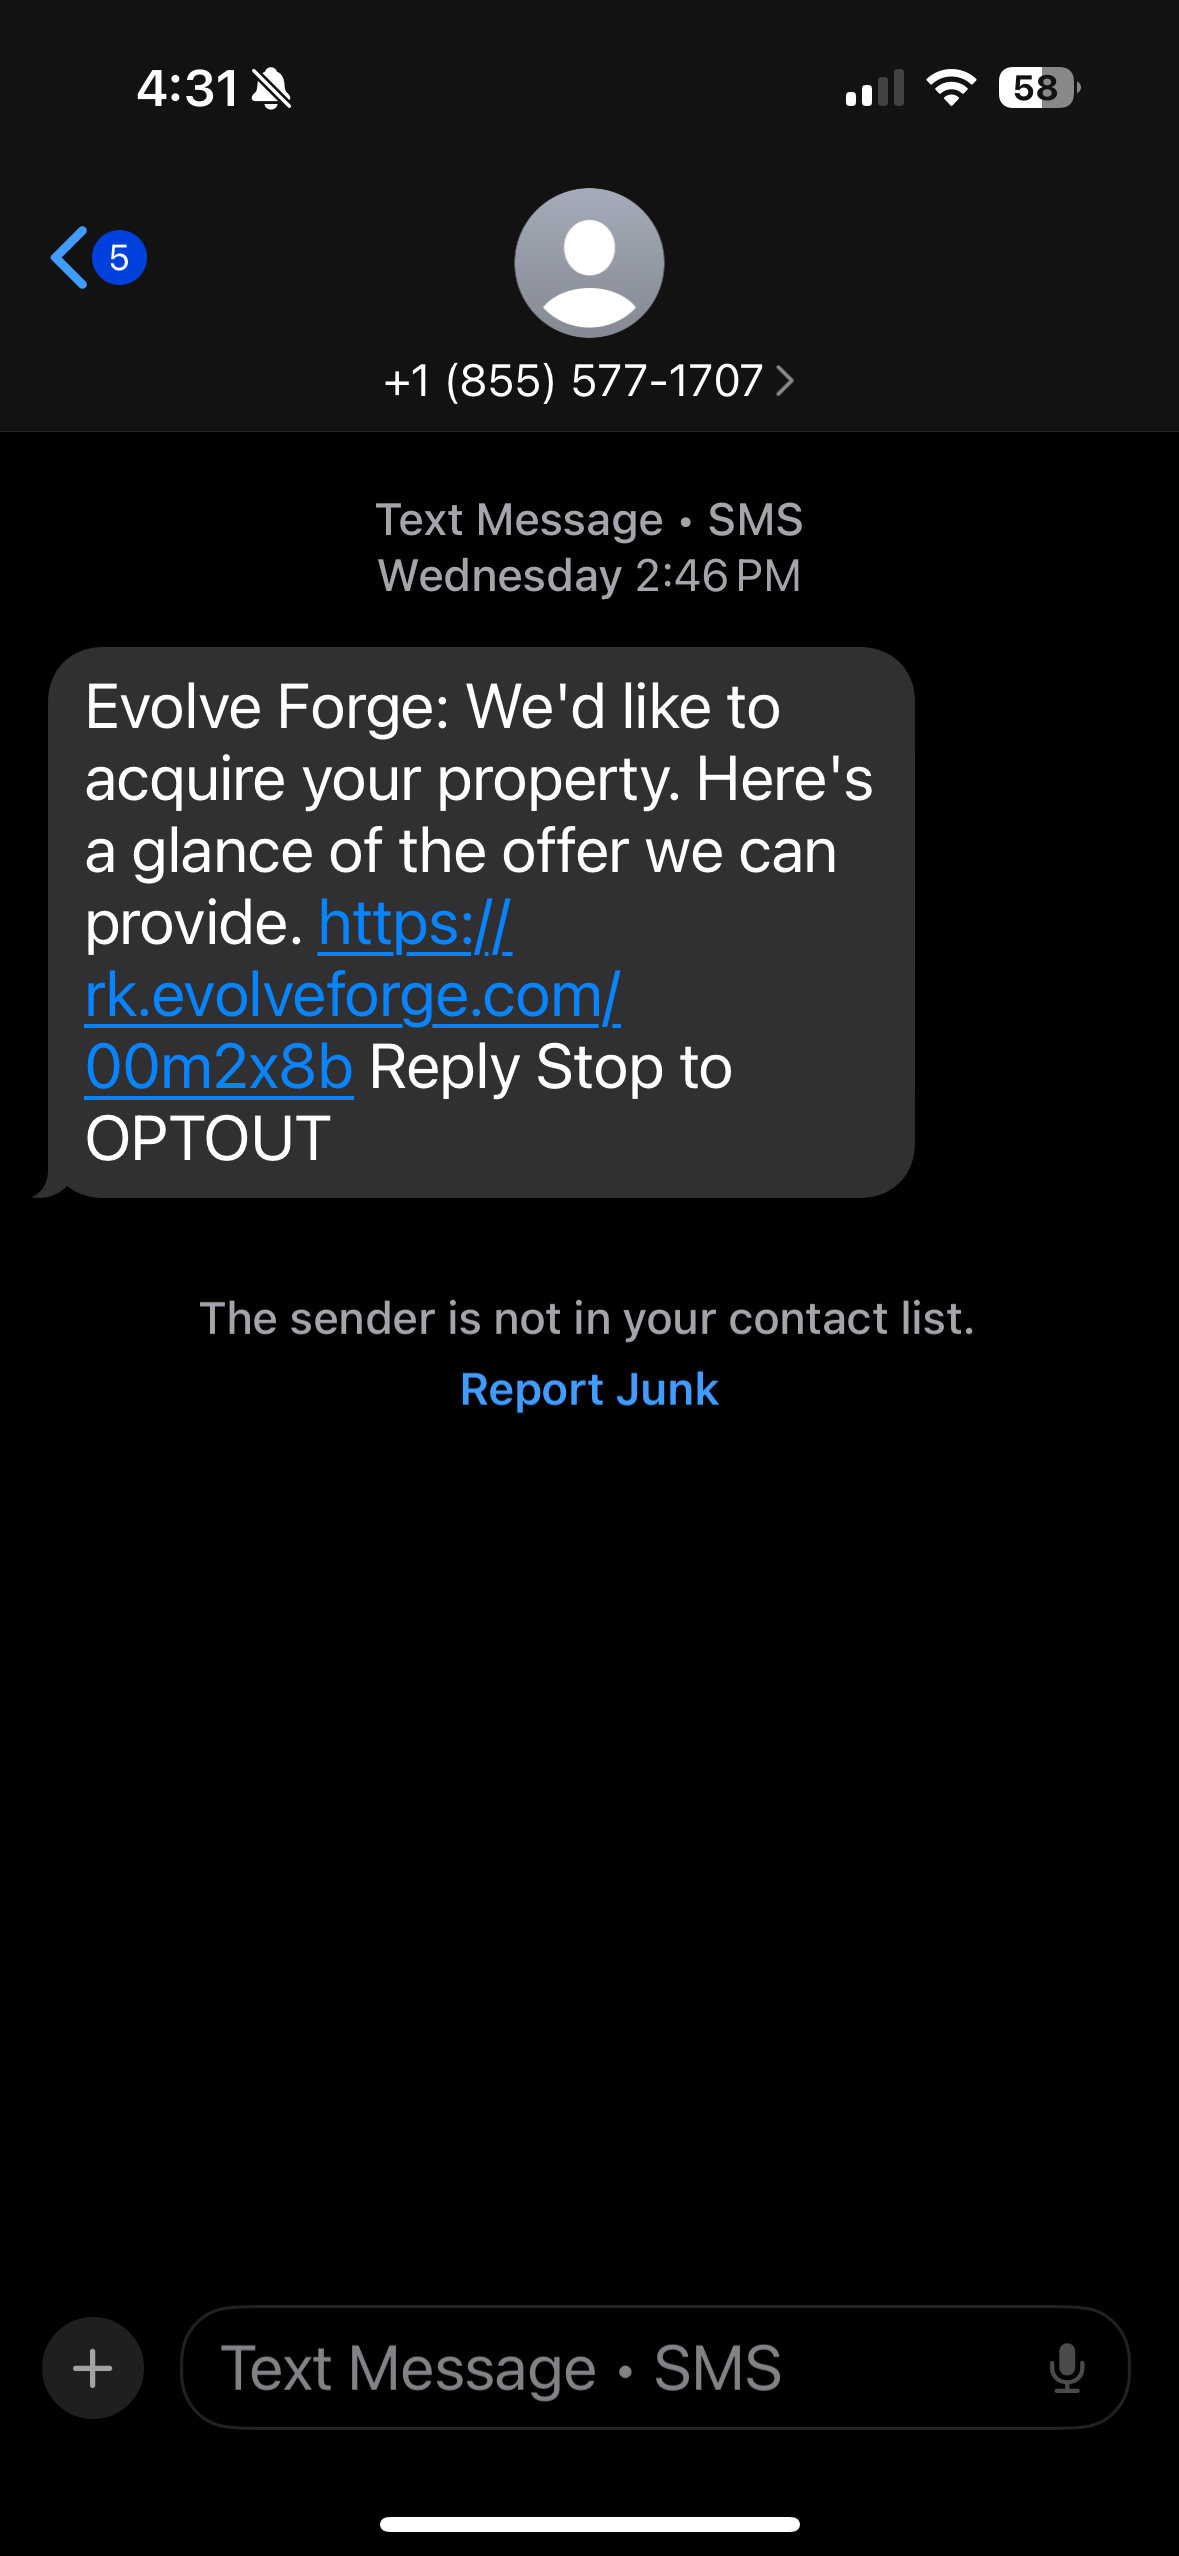 4:31
58
5
+1 (855) 577-1707
Text Message • SMS
Wednesday 2:46 PM
Evolve Forge: We'd like to
acquire your property. Here's
a glance of the offer we can
provide. https://
rk.evolveforge.com/
00m2x8b Reply Stop to
OPTOUT
The sender is not in your contact list.
Report Junk
Text Message • SMS